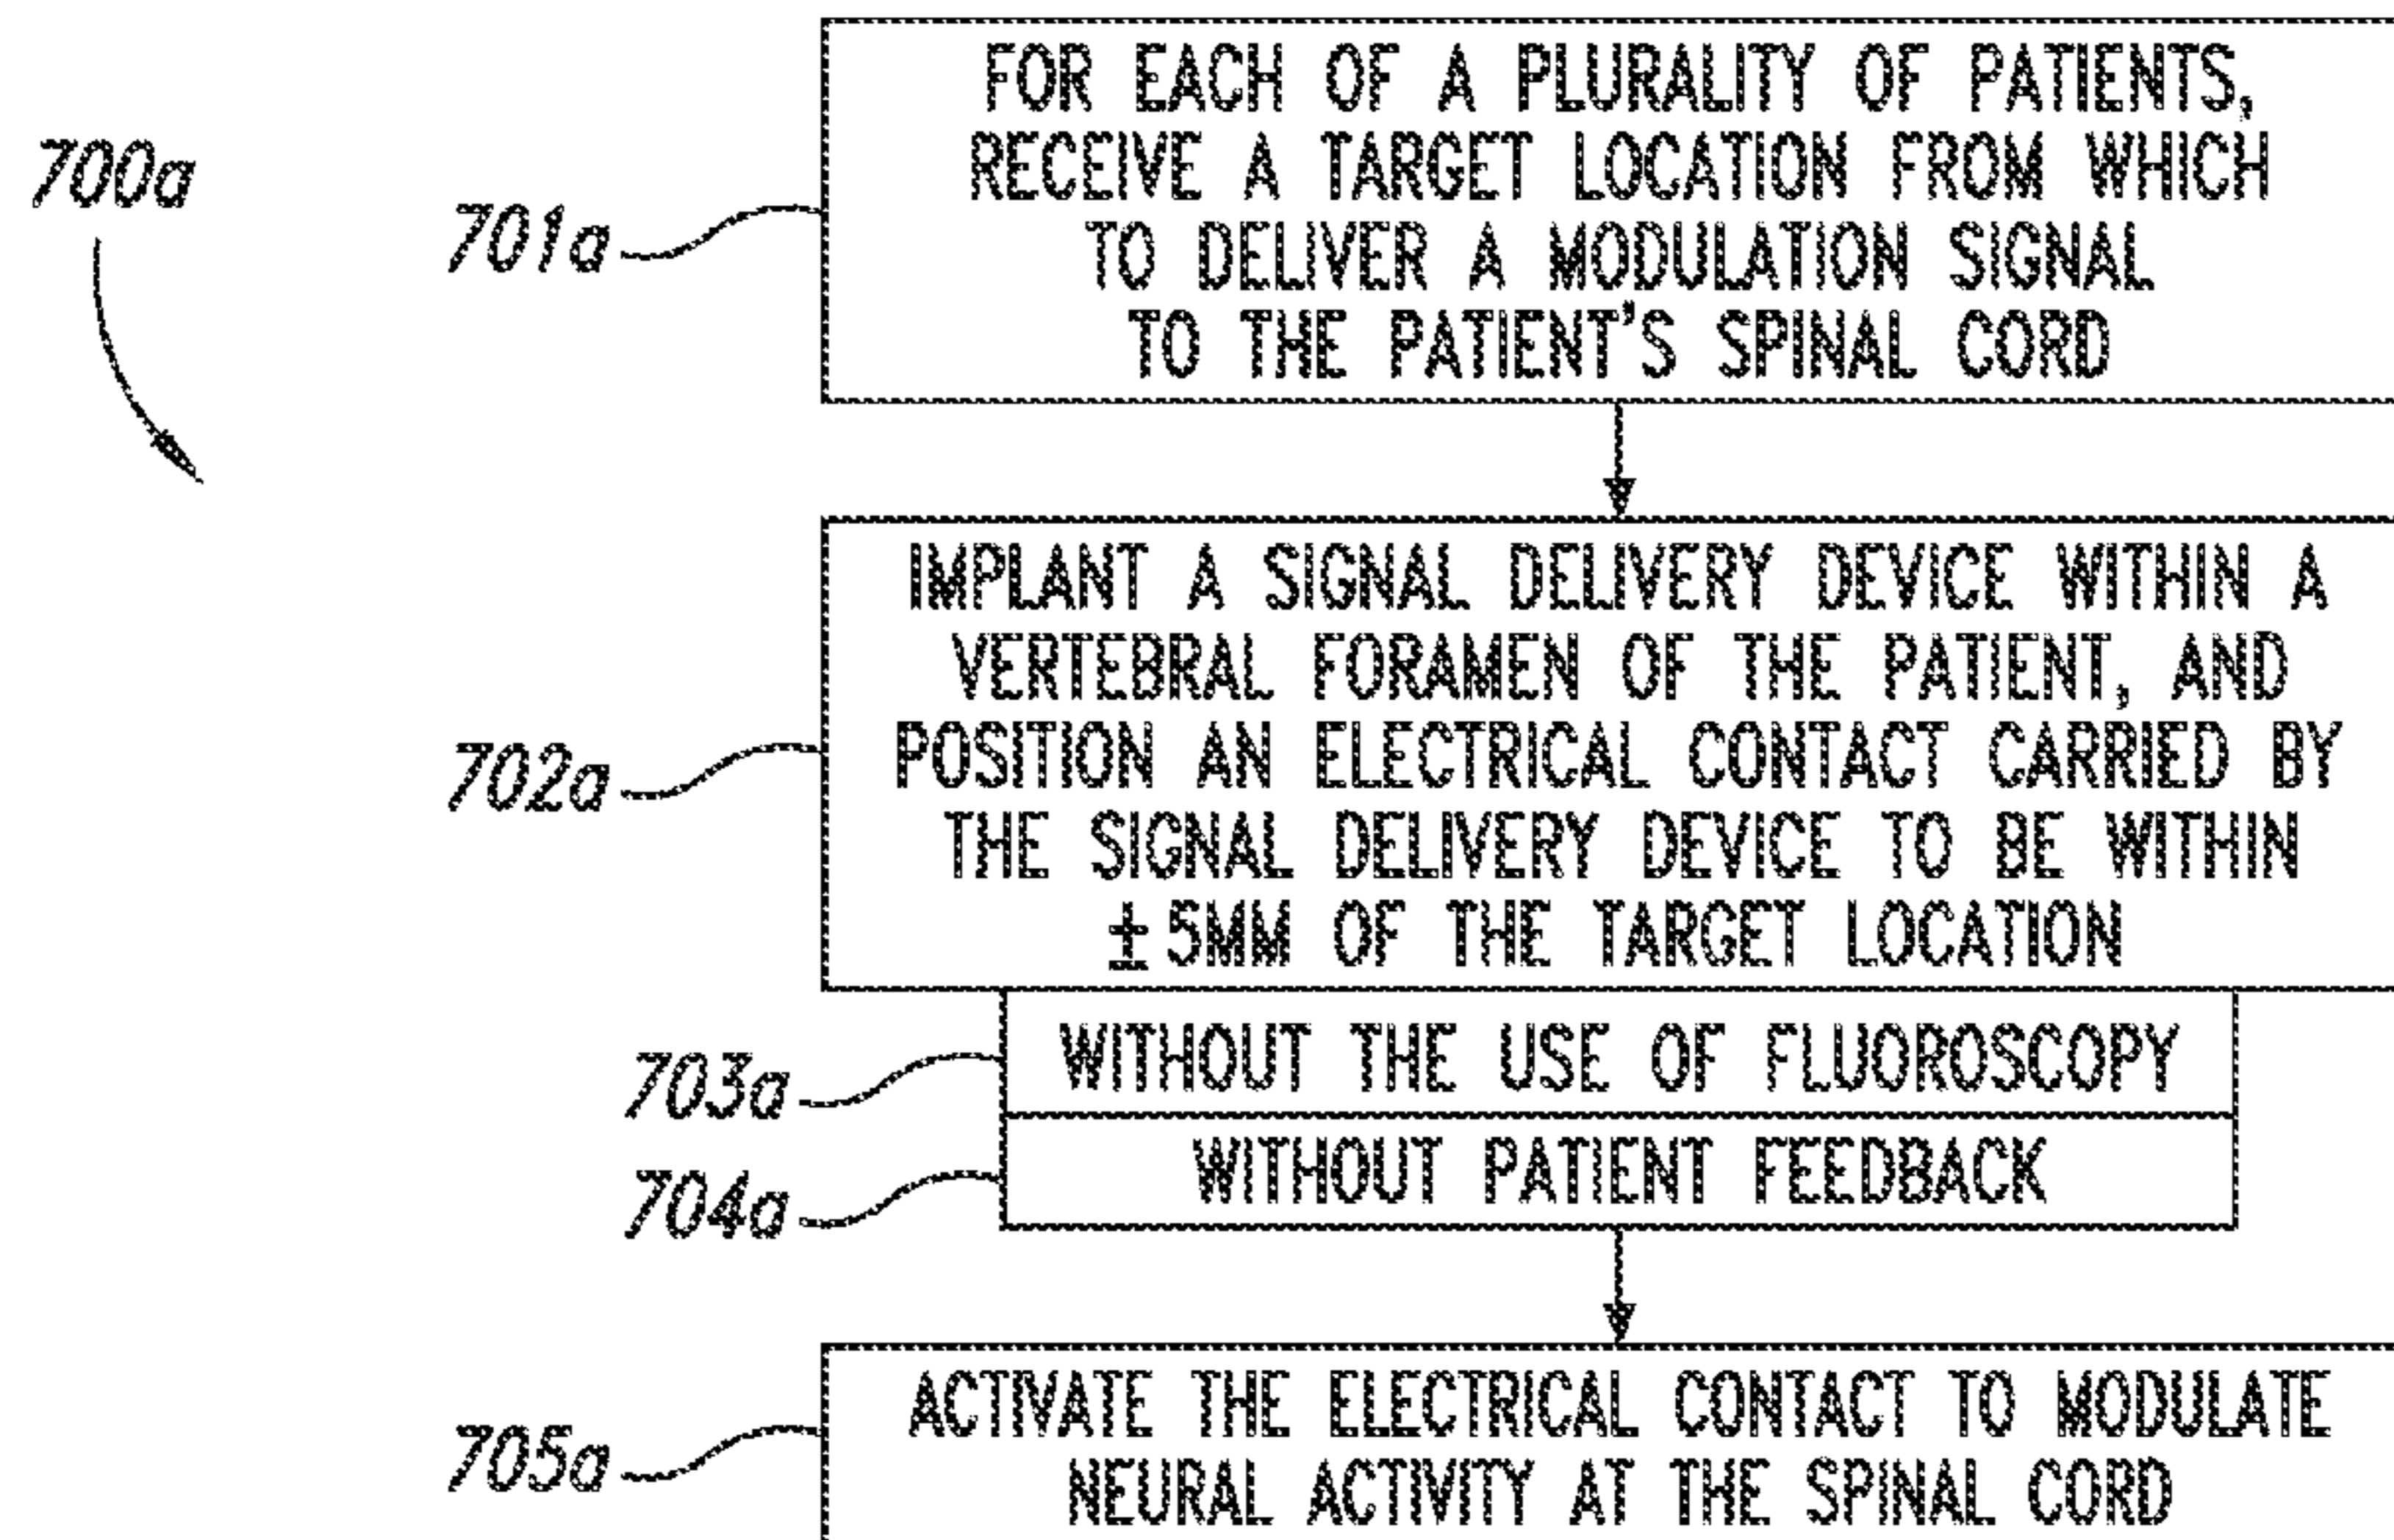 700a
701a
FOR EACH OF A PLURALITY OF PATIENTS,
RECEIVE A TARGET LOCATION FROM WHICH
TO DELIVER A MODULATION SIGNAL
TO THE PATIENT'S SPINAL CORD
702a
IMPLANT A SIGNAL DELIVERY DEVICE WITHIN A
VERTEBRAL FORAMEN OF THE PATIENT, AND
POSITION AN ELECTRICAL CONTACT CARRIED BY
THE SIGNAL DELIVERY DEVICE TO BE WITHIN
± 5MM OF THE TARGET LOCATION
703a
WITHOUT THE USE OF FLUOROSCOPY
704a
WITHOUT PATIENT FEEDBACK
705a
ACTIVATE THE ELECTRICAL CONTACT TO MODULATE
NEURAL ACTIVITY AT THE SPINAL CORD